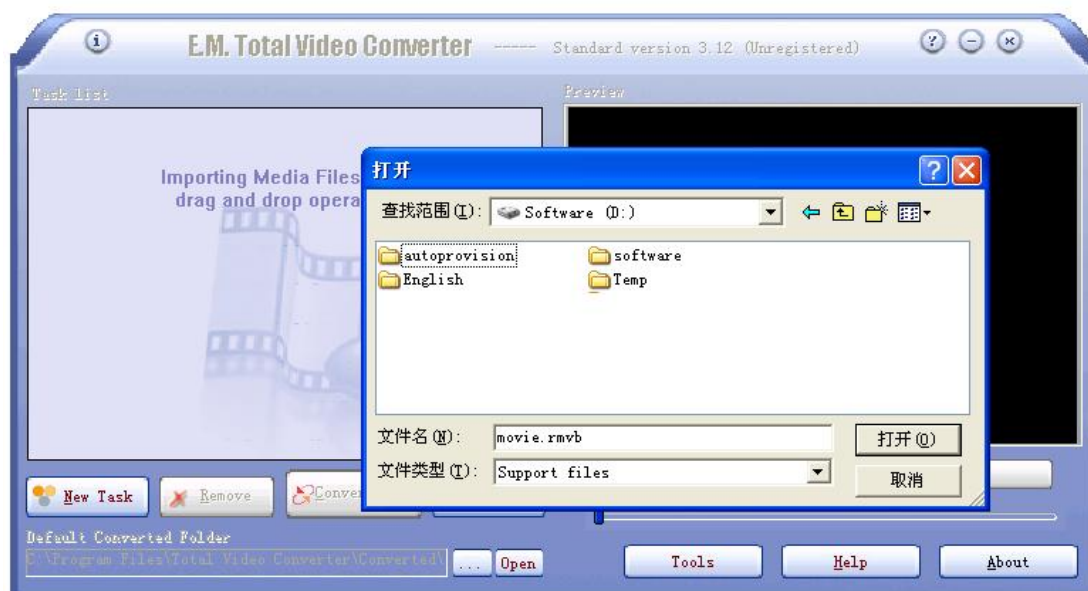 E.M. Total Video Converter ----- Standard version 3.12 (Unregistered)
Task list
Preview
Importing Media Files
drag and drop opera
打开
查找范围(I):
Software (D:)
autoprovision
software
English
Temp
文件名(N):
movie.rmvb
打开(O)
文件类型(T):
Support files
取消
New Task
Remove
Conver
Default Converted Folder
C:\Program Files\Total Video Converter\Converted\
...
Open
Tools
Help
About